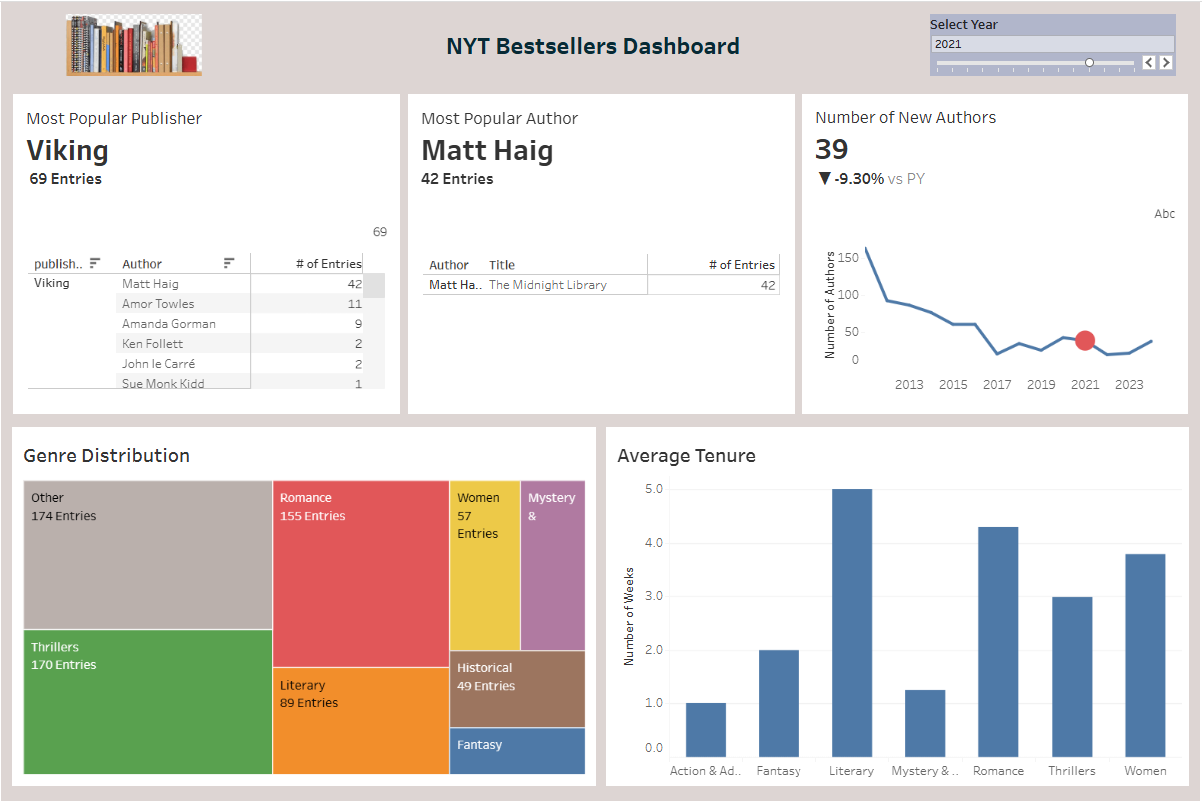 NYT Bestsellers Dashboard
Select Year
2021
Most Popular Publisher
Viking
69 Entries
69
publish.. Author # of Entries
Viking Matt Haig 42
Amor Towles 11
Amanda Gorman 9
Ken Follett 2
John le Carré 2
Sue Monk Kidd 1
Most Popular Author
Matt Haig
42 Entries
Author Title # of Entries
Matt Ha.. The Midnight Library 42
Number of New Authors
39
▼-9.30% vs PY
Abc
Number of Authors
150
100
50
0
2013 2015 2017 2019 2021 2023
Genre Distribution
Other
174 Entries
Thrillers
170 Entries
Romance
155 Entries
Literary
89 Entries
Women
57
Entries
Mystery
&
Historical
49 Entries
Fantasy
Average Tenure
Number of Weeks
5.0
4.0
3.0
2.0
1.0
0.0
Action & Ad.. Fantasy Literary Mystery & .. Romance Thrillers Women